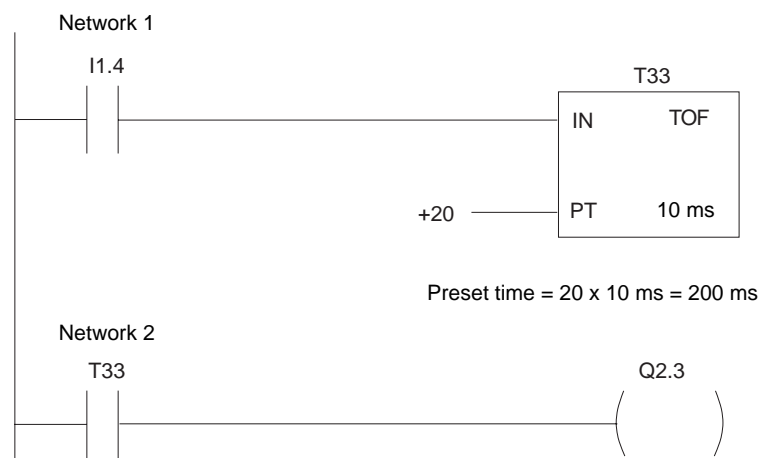 Network 1
I1.4
T33
IN TOF
+20 PT 10 ms
Preset time = 20 x 10 ms = 200 ms
Network 2
T33 Q2.3